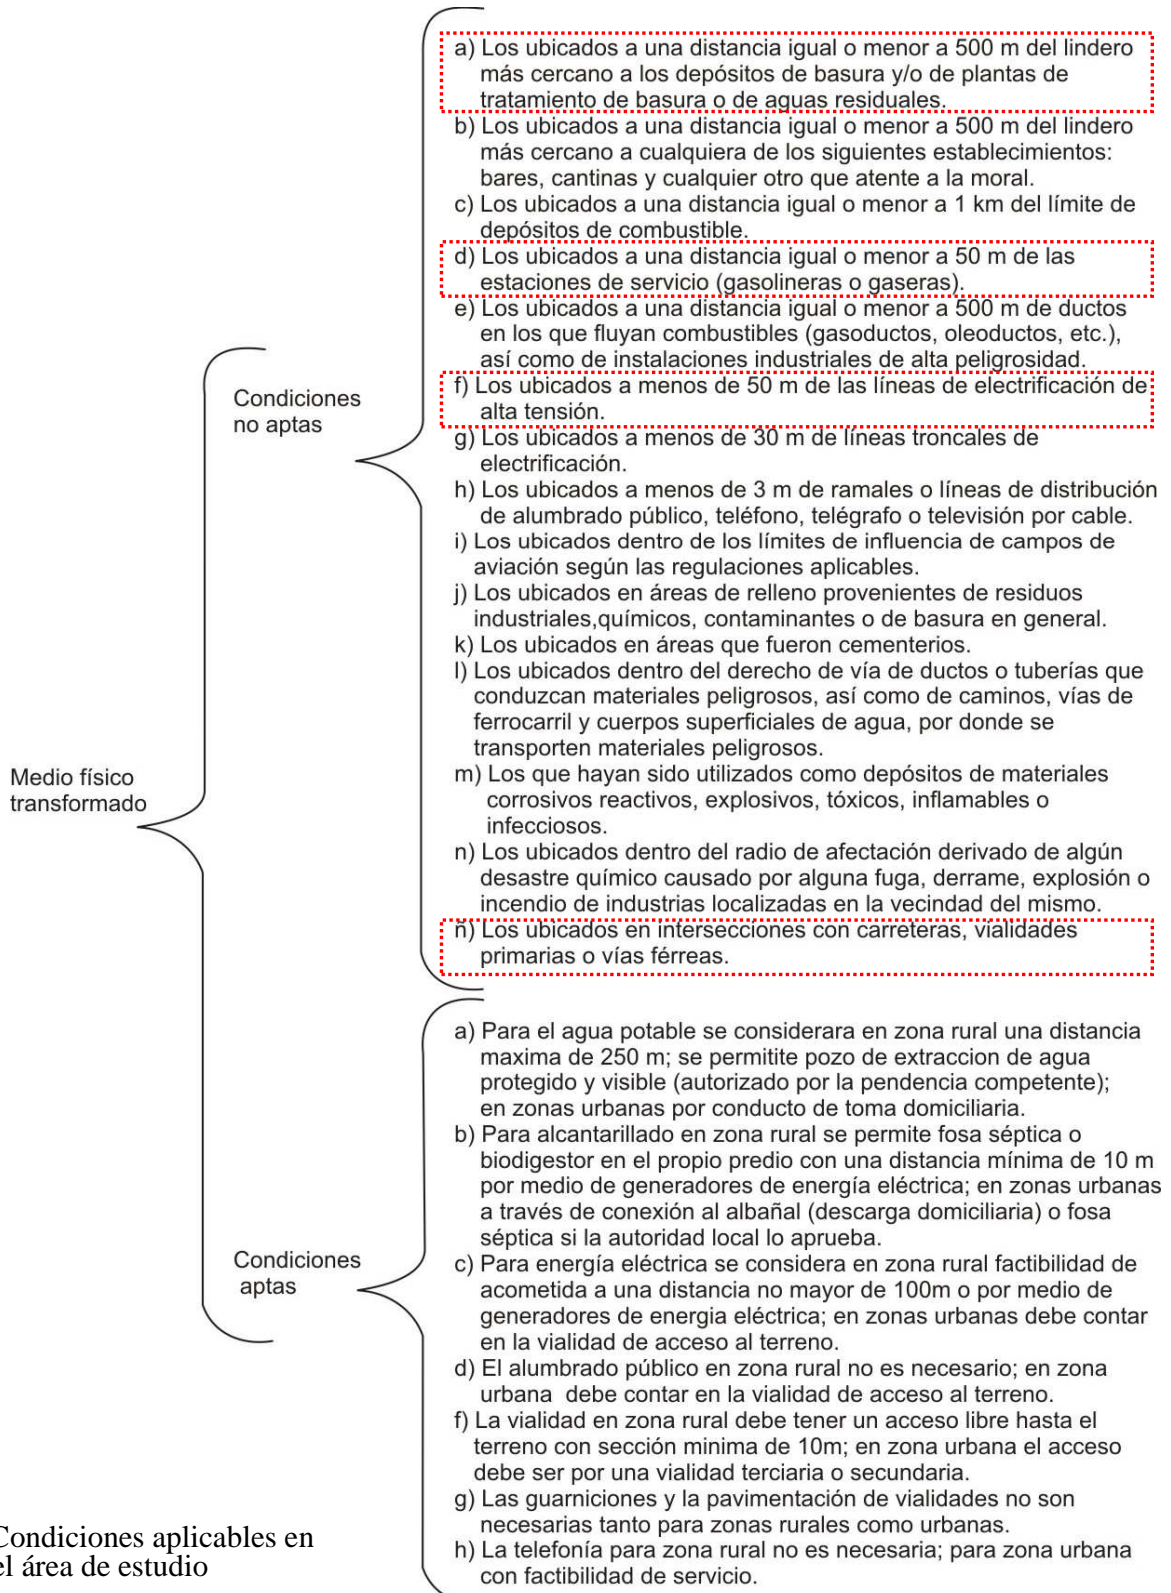 a) Los ubicados a una distancia igual o menor a 500 m del lindero
más cercano a los depósitos de basura y/o de plantas de
tratamiento de basura o de aguas residuales.
b) Los ubicados a una distancia igual o menor a 500 m del lindero
más cercano a cualquiera de los siguientes establecimientos:
bares, cantinas y cualquier otro que atente a la moral.
c) Los ubicados a una distancia igual o menor a 1 km del límite de
depósitos de combustible.
d) Los ubicados a una distancia igual o menor a 50 m de las
estaciones de servicio (gasolineras o gaseras).
e) Los ubicados a una distancia igual o menor a 500 m de ductos
en los que fluyan combustibles (gasoductos, oleoductos, etc.),
así como de instalaciones industriales de alta peligrosidad.
f) Los ubicados a menos de 50 m de las líneas de electrificación de
alta tensión.
Condiciones
no aptas
g) Los ubicados a menos de 30 m de líneas troncales de
electrificación.
h) Los ubicados a menos de 3 m de ramales o líneas de distribución
de alumbrado público, teléfono, telégrafo o televisión por cable.
i) Los ubicados dentro de los límites de influencia de campos de
aviación según las regulaciones aplicables.
j) Los ubicados en áreas de relleno provenientes de residuos
industriales,químicos, contaminantes o de basura en general.
k) Los ubicados en áreas que fueron cementerios.
l) Los ubicados dentro del derecho de vía de ductos o tuberías que
conduzcan materiales peligrosos, así como de caminos, vías de
ferrocarril y cuerpos superficiales de agua, por donde se
transporten materiales peligrosos.
Medio físico
transformado
m) Los que hayan sido utilizados como depósitos de materiales
corrosivos reactivos, explosivos, tóxicos, inflamables o
infecciosos.
n) Los ubicados dentro del radio de afectación derivado de algún
desastre químico causado por alguna fuga, derrame, explosión o
incendio de industrias localizadas en la vecindad del mismo.
ñ) Los ubicados en intersecciones con carreteras, vialidades
primarias o vías férreas.
a) Para el agua potable se considerara en zona rural una distancia
maxima de 250 m; se permitite pozo de extraccion de agua
protegido y visible (autorizado por la pendencia competente);
en zonas urbanas por conducto de toma domiciliaria.
b) Para alcantarillado en zona rural se permite fosa séptica o
biodigestor en el propio predio con una distancia mínima de 10 m
por medio de generadores de energía eléctrica; en zonas urbanas
a través de conexión al albañal (descarga domiciliaria) o fosa
séptica si la autoridad local lo aprueba.
Condiciones
aptas
c) Para energía eléctrica se considera en zona rural factibilidad de
acometida a una distancia no mayor de 100m o por medio de
generadores de energia eléctrica; en zonas urbanas debe contar
en la vialidad de acceso al terreno.
d) El alumbrado público en zona rural no es necesario; en zona
urbana debe contar en la vialidad de acceso al terreno.
f) La vialidad en zona rural debe tener un acceso libre hasta el
terreno con sección minima de 10m; en zona urbana el acceso
debe ser por una vialidad terciaria o secundaria.
g) Las guarniciones y la pavimentación de vialidades no son
necesarias tanto para zonas rurales como urbanas.
h) La telefonía para zona rural no es necesaria; para zona urbana
con factibilidad de servicio.
Condiciones aplicables en
el área de estudio